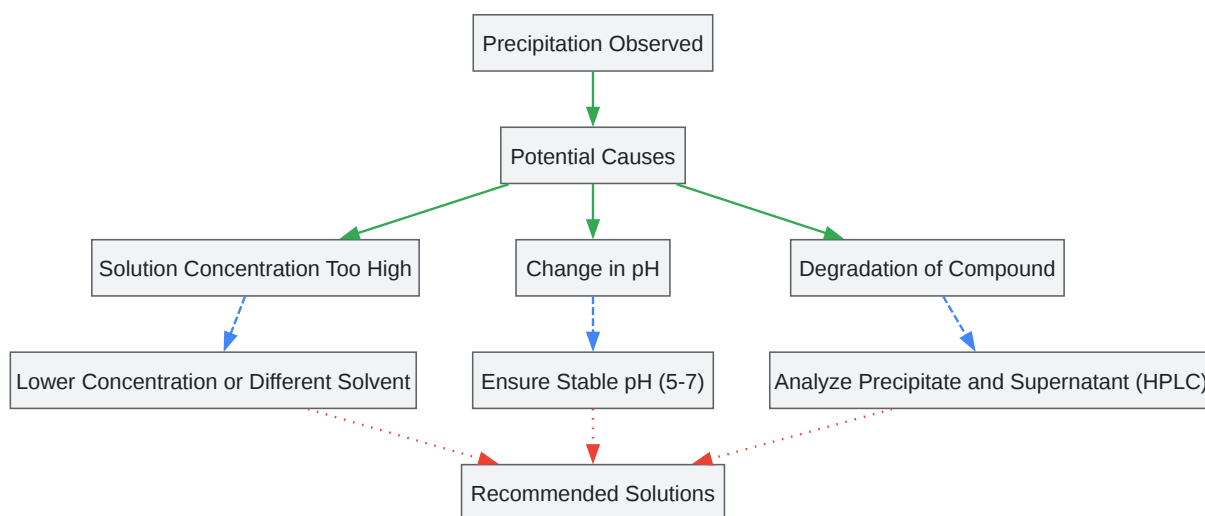 Precipitation Observed
Potential Causes
Solution Concentration Too High
Change in pH
Degradation of Compound
Lower Concentration or Different Solvent
Ensure Stable pH (5-7)
Analyze Precipitate and Supernatant (HPLC)
Recommended Solutions